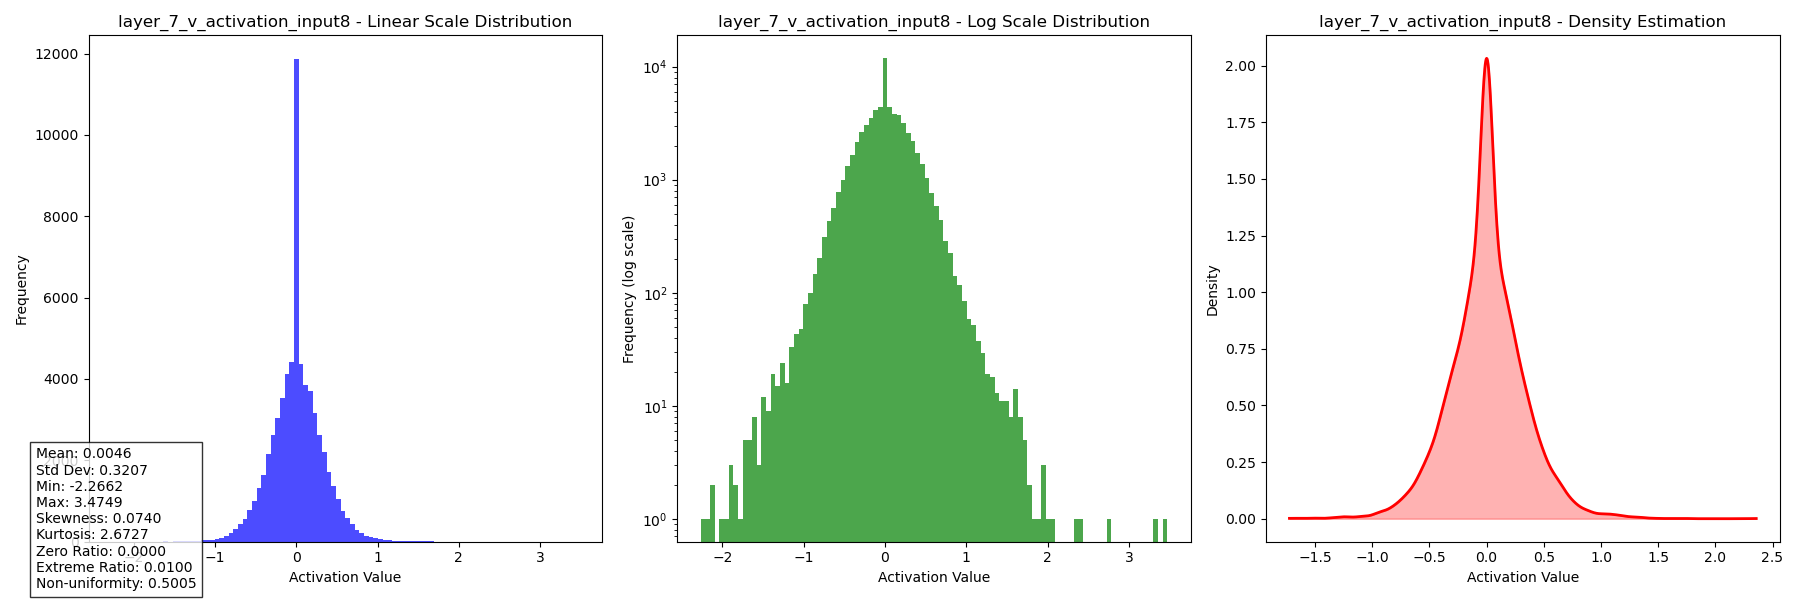 layer_7_v_activation_input8 - Linear Scale Distribution
Frequency
12000
10000
8000
6000
4000
2000
0
−2 −1 0 1 2 3
Activation Value
Mean: 0.0046
Std Dev: 0.3207
Min: -2.2662
Max: 3.4749
Skewness: 0.0740
Kurtosis: 2.6727
Zero Ratio: 0.0000
Extreme Ratio: 0.0100
Non-uniformity: 0.5005
layer_7_v_activation_input8 - Log Scale Distribution
Frequency (log scale)
10⁴
10³
10²
10¹
10⁰
−2 −1 0 1 2 3
Activation Value
layer_7_v_activation_input8 - Density Estimation
Density
2.00
1.75
1.50
1.25
1.00
0.75
0.50
0.25
0.00
−1.5 −1.0 −0.5 0.0 0.5 1.0 1.5 2.0 2.5
Activation Value